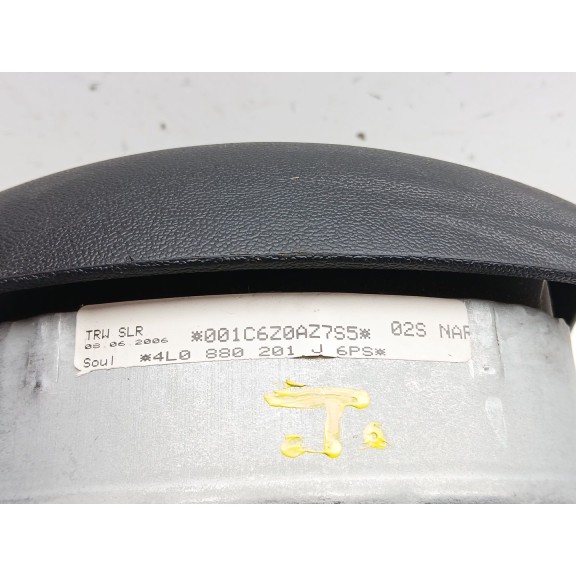 TRW SLR *001C6Z0AZ7S5* 02S NAR
08.06.2006
Soul *4L0 880 201 J 6PS*
J.